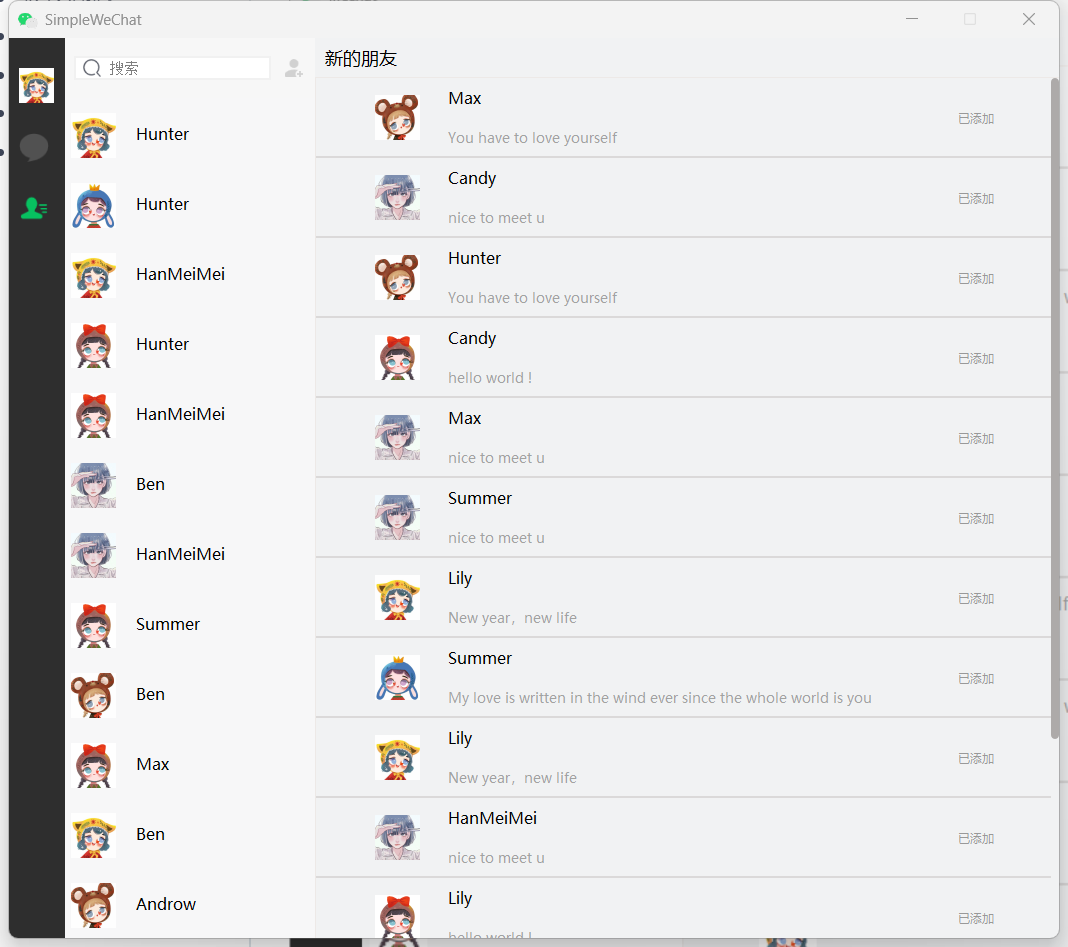 SimpleWeChat
搜索
Hunter
Hunter
HanMeiMei
Hunter
HanMeiMei
Ben
HanMeiMei
Summer
Ben
Max
Ben
Androw
新的朋友
Max
You have to love yourself
已添加
Candy
nice to meet u
已添加
Hunter
You have to love yourself
已添加
Candy
hello world !
已添加
Max
nice to meet u
已添加
Summer
nice to meet u
已添加
Lily
New year，new life
已添加
Summer
My love is written in the wind ever since the whole world is you
已添加
Lily
New year，new life
已添加
HanMeiMei
nice to meet u
已添加
Lily
hello world !
已添加